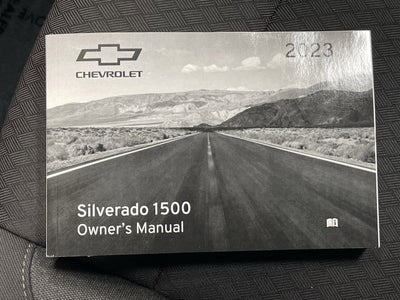 CHEVROLET
2023
Silverado 1500
Owner's Manual